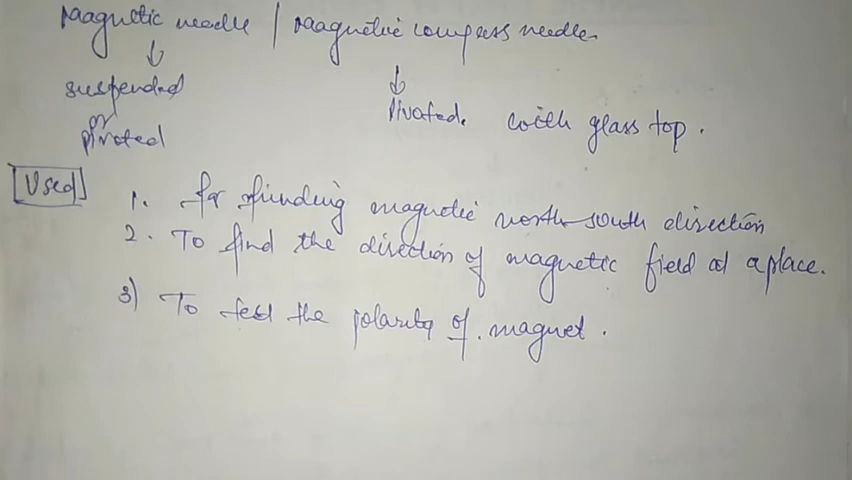 Magnetic needle / Magnetic compass needle.
suspended
or
pivoted
Pivoted. with glass top.
Used
1. for finding magnetic north-south direction
2. To find the direction of magnetic field at a place.
3) To test the polarity of. magnet.